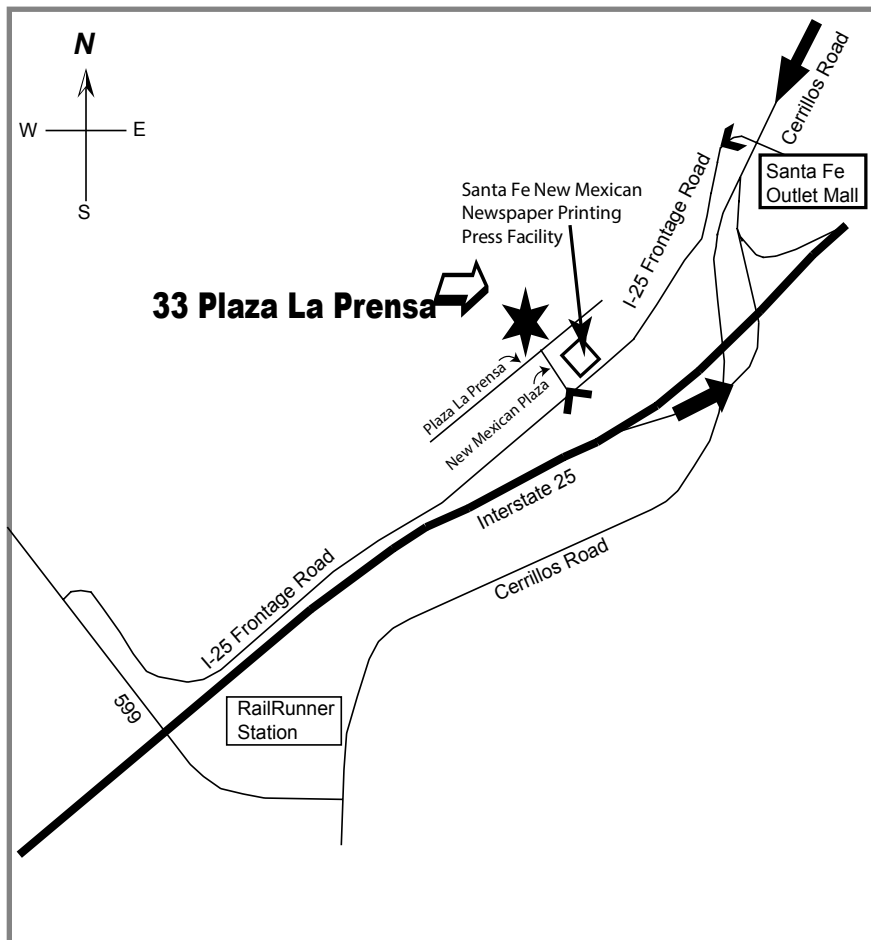 N
W
E
S
Cerrillos Road
Santa Fe
Outlet Mall
I-25 Frontage Road
Santa Fe New Mexican
Newspaper Printing
Press Facility
33 Plaza La Prensa
Plaza La Prensa
New Mexican Plaza
Interstate 25
Cerrillos Road
I-25 Frontage Road
599
RailRunner
Station